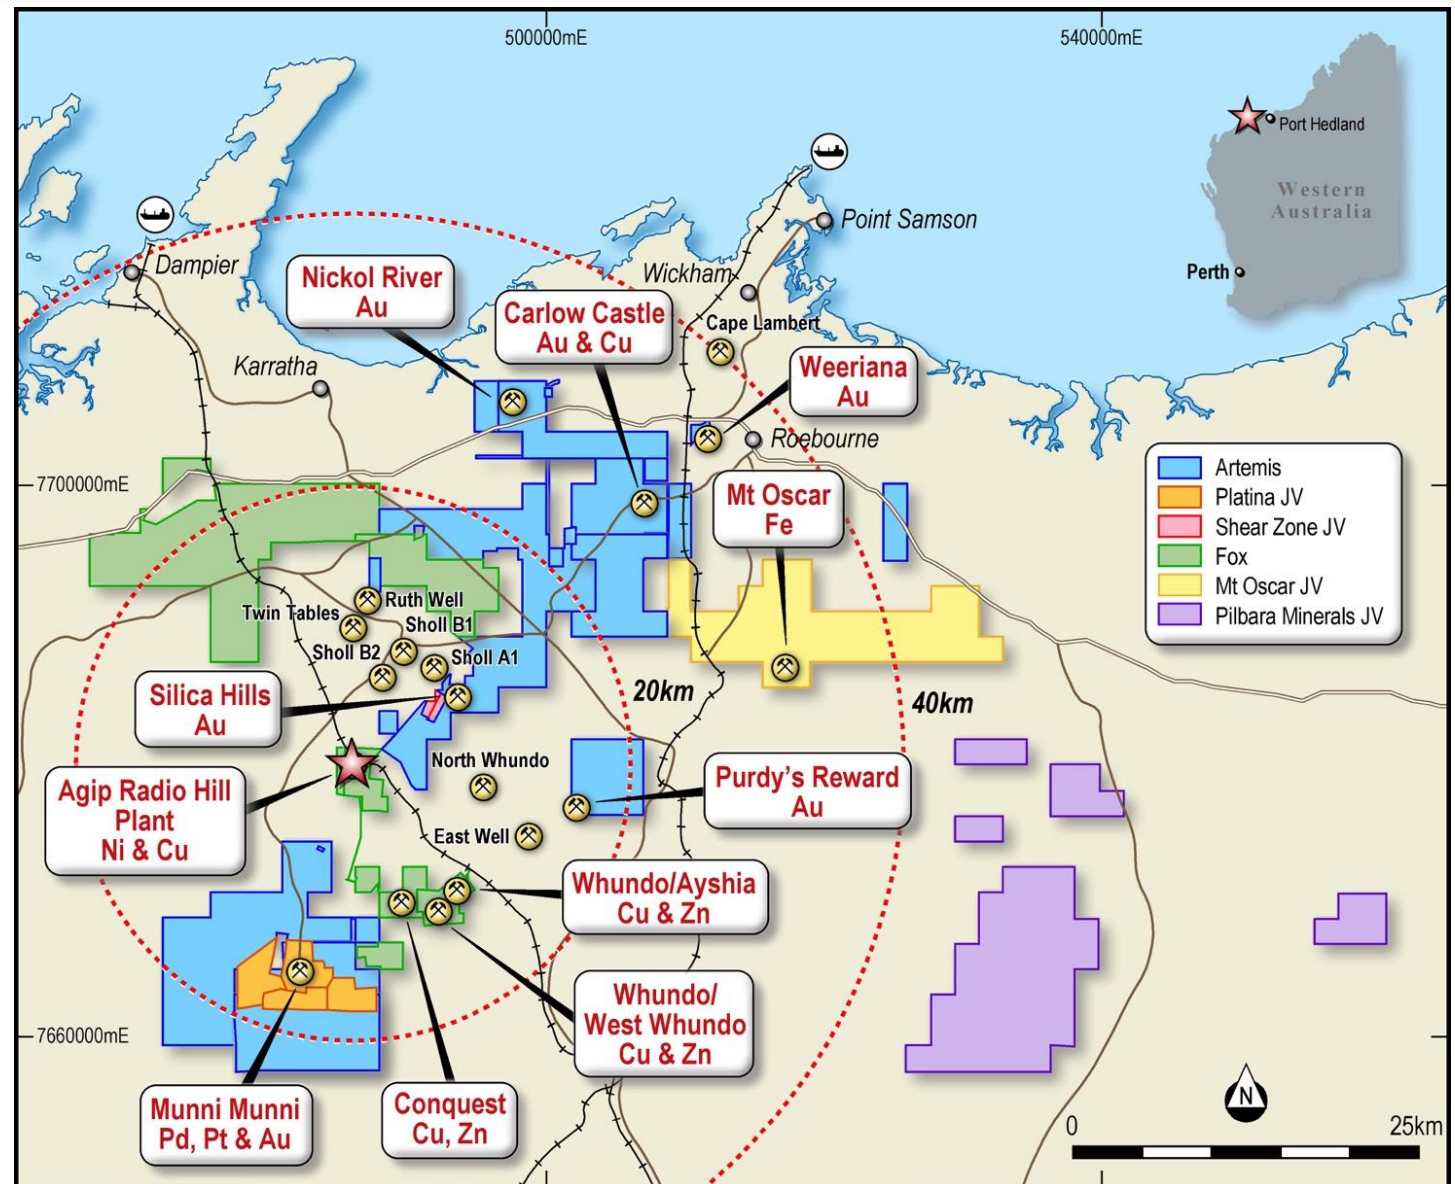 500000mE
540000mE
Port Hedland
Western
Australia
Perth
Point Samson
Dampier
Wickham
Nickol River
Au
Carlow Castle
Au & Cu
Cape Lambert
Weeriana
Au
Karratha
Roebourne
7700000mE
Mt Oscar
Fe
Artemis
Platina JV
Shear Zone JV
Fox
Mt Oscar JV
Pilbara Minerals JV
Ruth Well
Twin Tables
Sholl B1
Sholl B2
Sholl A1
Silica Hills
Au
20km
40km
North Whundo
Agip Radio Hill
Plant
Ni & Cu
Purdy's Reward
Au
East Well
Whundo/Ayshia
Cu & Zn
Whundo/
West Whundo
Cu & Zn
7660000mE
Munni Munni
Pd, Pt & Au
Conquest
Cu, Zn
N
0
25km